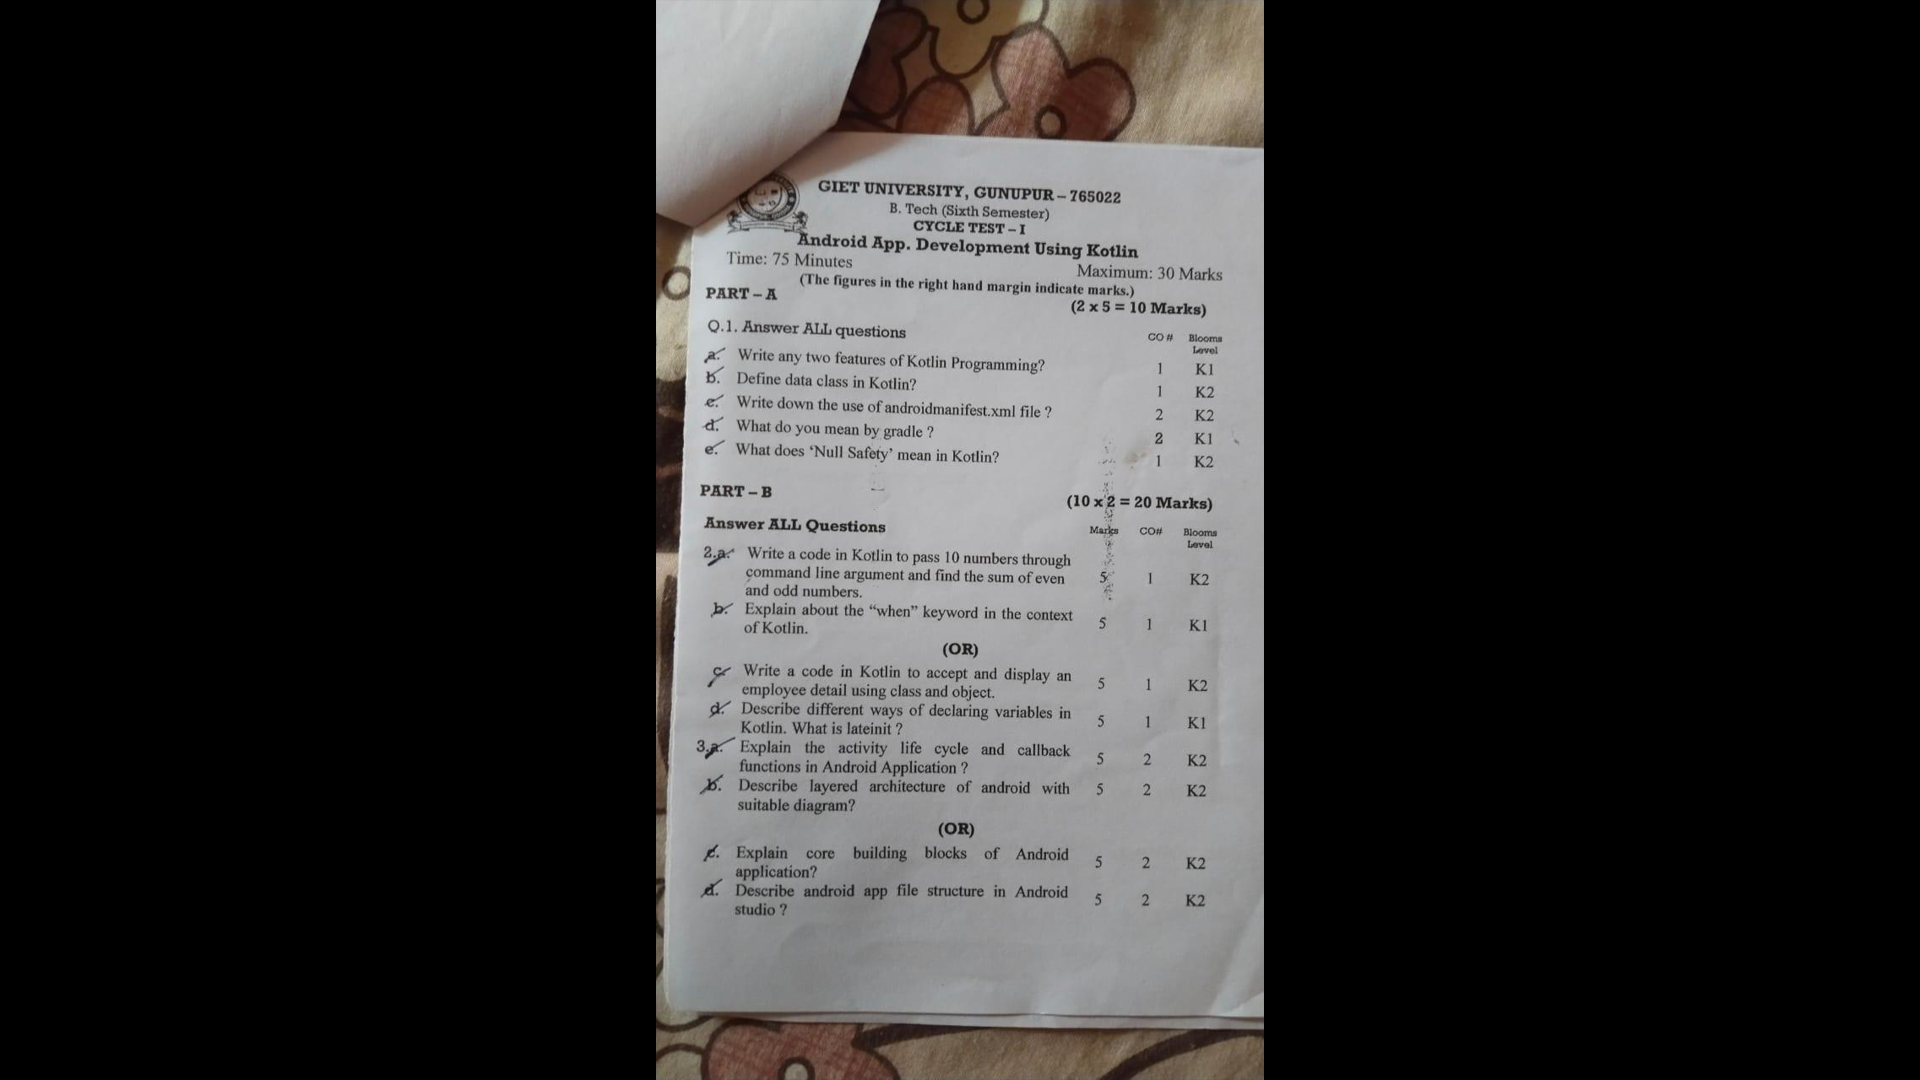 GIET UNIVERSITY, GUNUPUR – 765022
B. Tech (Sixth Semester)
CYCLE TEST – I
Android App. Development Using Kotlin
Time: 75 Minutes
Maximum: 30 Marks
(The figures in the right hand margin indicate marks.)
PART – A
(2 x 5 = 10 Marks)
Q.1. Answer ALL questions
CO # Blooms
Level
a. Write any two features of Kotlin Programming? 1 K1
b. Define data class in Kotlin? 1 K2
c. Write down the use of androidmanifest.xml file ? 2 K2
d. What do you mean by gradle ? 2 K1
e. What does ‘Null Safety’ mean in Kotlin? 1 K2
PART – B
(10 x 2 = 20 Marks)
Answer ALL Questions
Marks CO# Blooms
Level
2.a. Write a code in Kotlin to pass 10 numbers through
command line argument and find the sum of even 5 1 K2
and odd numbers.
b. Explain about the “when” keyword in the context
of Kotlin. 5 1 K1
(OR)
c. Write a code in Kotlin to accept and display an
employee detail using class and object. 5 1 K2
d. Describe different ways of declaring variables in
Kotlin. What is lateinit ? 5 1 K1
3.a. Explain the activity life cycle and callback
functions in Android Application ? 5 2 K2
b. Describe layered architecture of android with 5 2 K2
suitable diagram?
(OR)
c. Explain core building blocks of Android
application? 5 2 K2
d. Describe android app file structure in Android
studio ? 5 2 K2